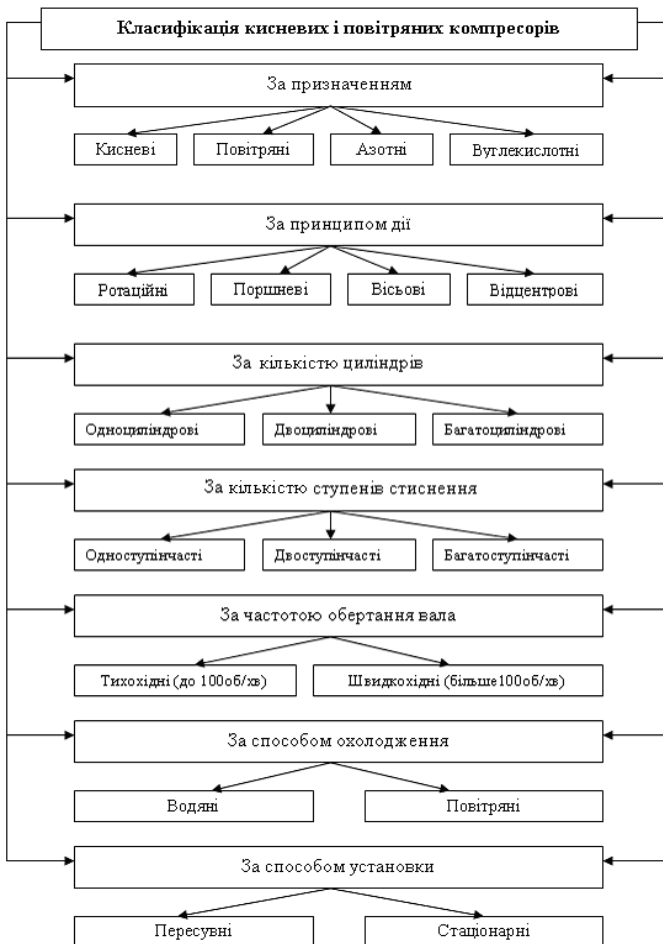 Класифікація кисневих і повітряних компресорів
За призначенням
Кисневі
Повітряні
Азотні
Вуглекислотні
За принципом дії
Ротаційні
Поршневі
Вісьові
Відцентрові
За кількістю циліндрів
Одноциліндрові
Двоциліндрові
Багатоциліндрові
За кількістю ступенів стиснення
Одноступінчасті
Двоступінчасті
Багатоступінчасті
За частотою обертання вала
Тихохідні (до 100об/хв)
Швидкохідні (більше100об/хв)
За способом охолодження
Водяні
Повітряні
За способом установки
Пересувні
Стаціонарні